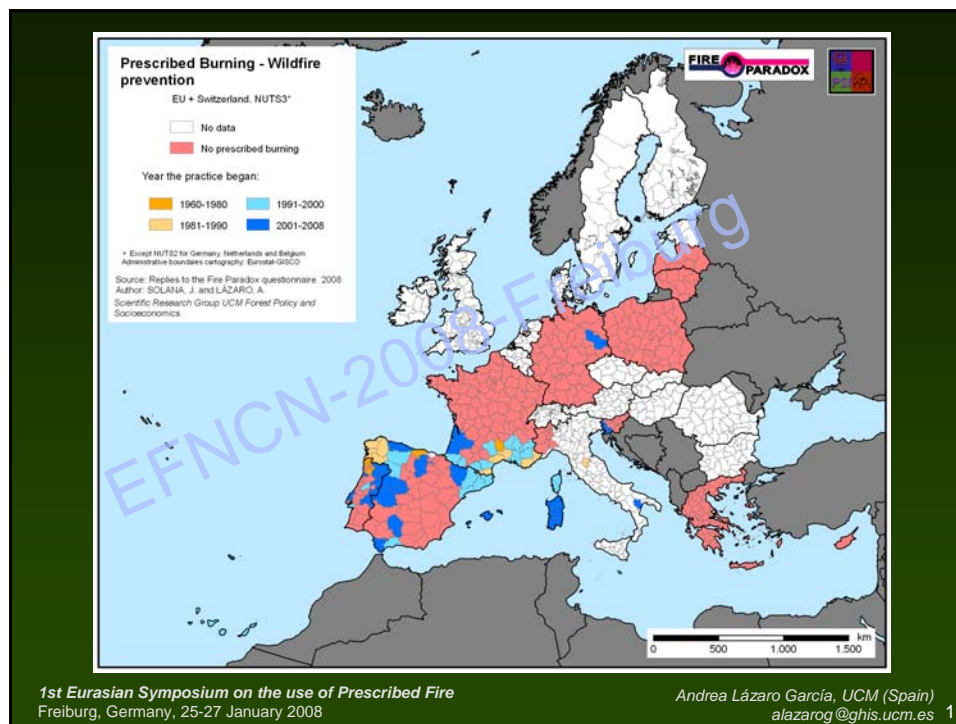 Prescribed Burning - Wildfire
prevention
EU + Switzerland. NUTS3*
No data
No prescribed burning
Year the practice began:
1960-1980
1991-2000
1981-1990
2001-2008
* Except NUTS2 for Germany, Netherlands and Belgium
Administrative boundaries cartography: Eurostat-GISCO
Source: Replies to the Fire Paradox questionnaire. 2008
Author: SOLANA, J. and LÁZARO, A.
Scientific Research Group UCM Forest Policy and
Socioeconomics
FIRE
PARADOX
EFNCN-2008-Freiburg
km
0 500 1.000 1.500
1st Eurasian Symposium on the use of Prescribed Fire
Freiburg, Germany, 25-27 January 2008
Andrea Lázaro García, UCM (Spain)
alazarog@ghis.ucm.es 1